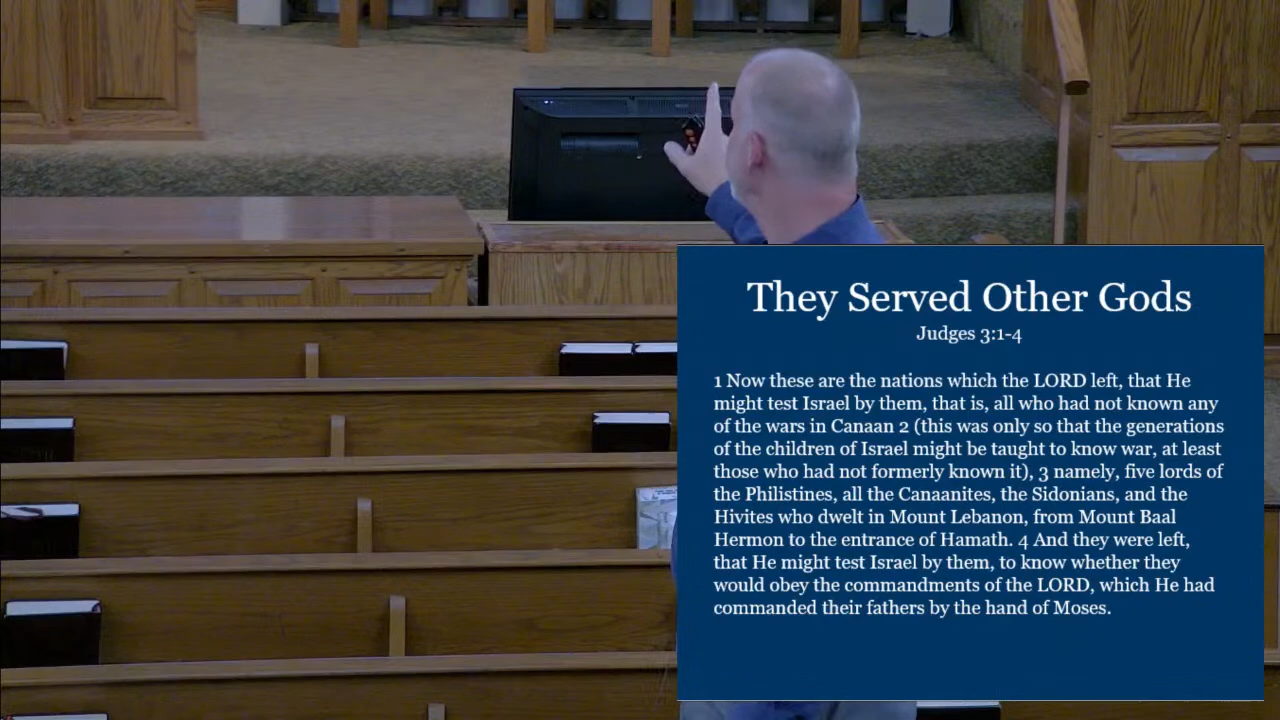 They Served Other Gods
Judges 3:1-4
1 Now these are the nations which the LORD left, that He
might test Israel by them, that is, all who had not known any
of the wars in Canaan 2 (this was only so that the generations
of the children of Israel might be taught to know war, at least
those who had not formerly known it), 3 namely, five lords of
the Philistines, all the Canaanites, the Sidonians, and the
Hivites who dwelt in Mount Lebanon, from Mount Baal
Hermon to the entrance of Hamath. 4 And they were left,
that He might test Israel by them, to know whether they
would obey the commandments of the LORD, which He had
commanded their fathers by the hand of Moses.